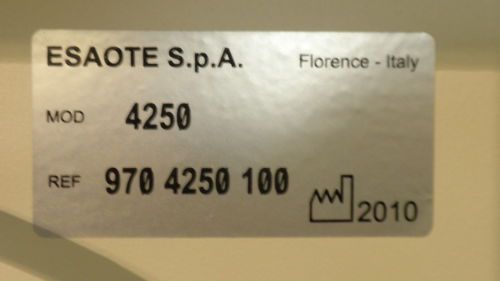 ESAOTE S.p.A. Florence - Italy
MOD 4250
REF 970 4250 100
2010